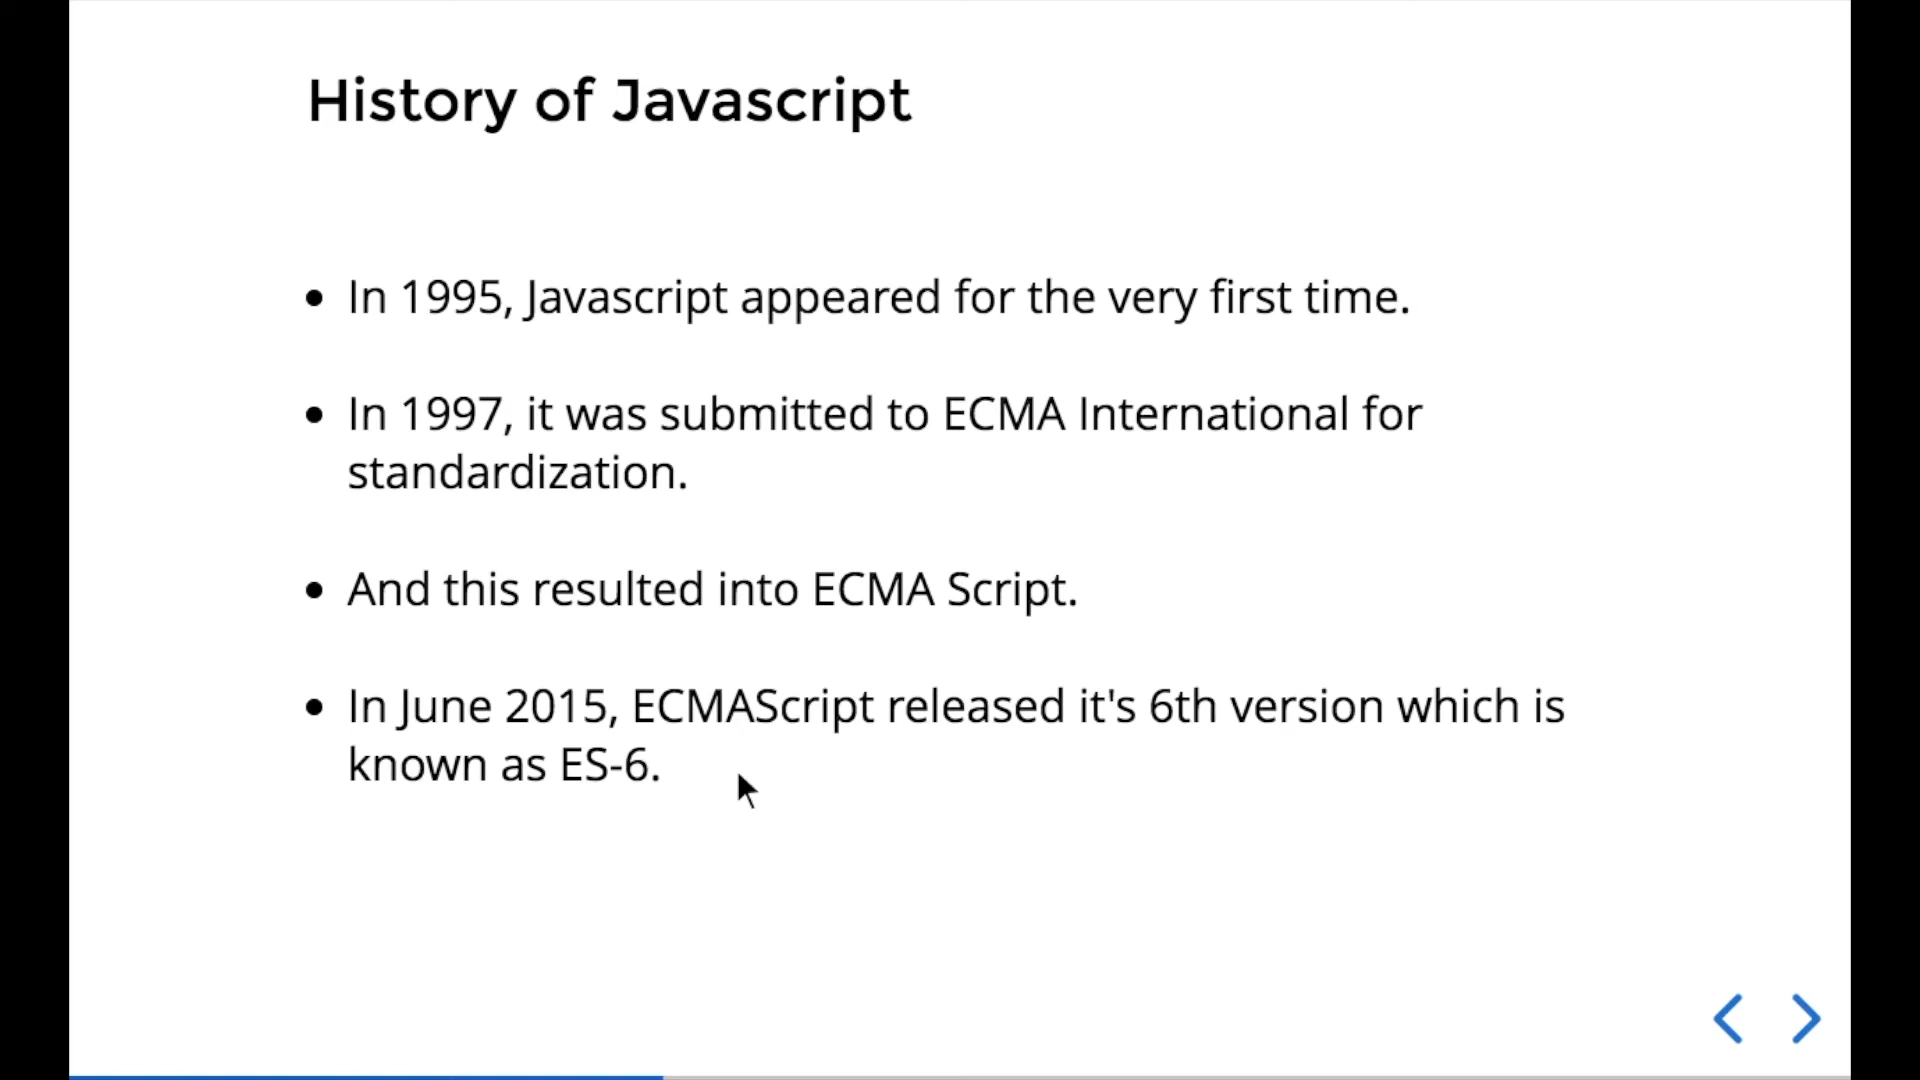 History of Javascript
• In 1995, Javascript appeared for the very first time.
• In 1997, it was submitted to ECMA International for
standardization.
• And this resulted into ECMA Script.
• In June 2015, ECMAScript released it's 6th version which is
known as ES-6.